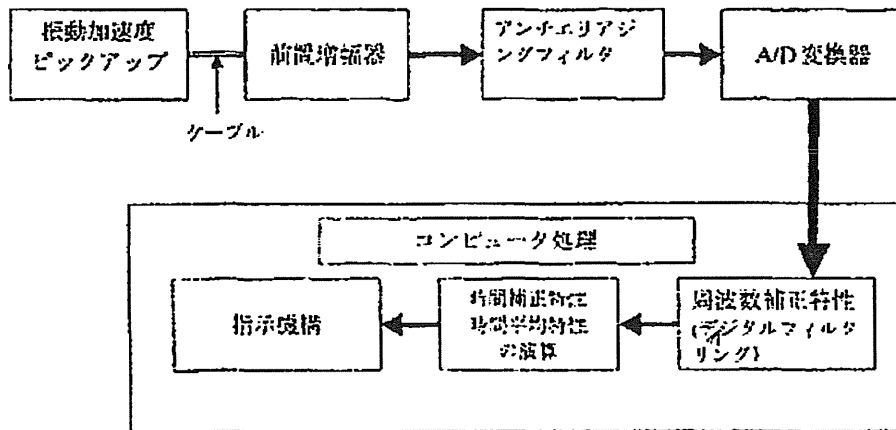 振動加速度
ピックアップ
前置増幅器
アンチエリアジ
ングフィルタ
A/D変換器
ケーブル
コンピュータ処理
指示機構
時間補正特性
時間平均特性
の演算
周波数補正特性
(デジタルフィルタ
リング)